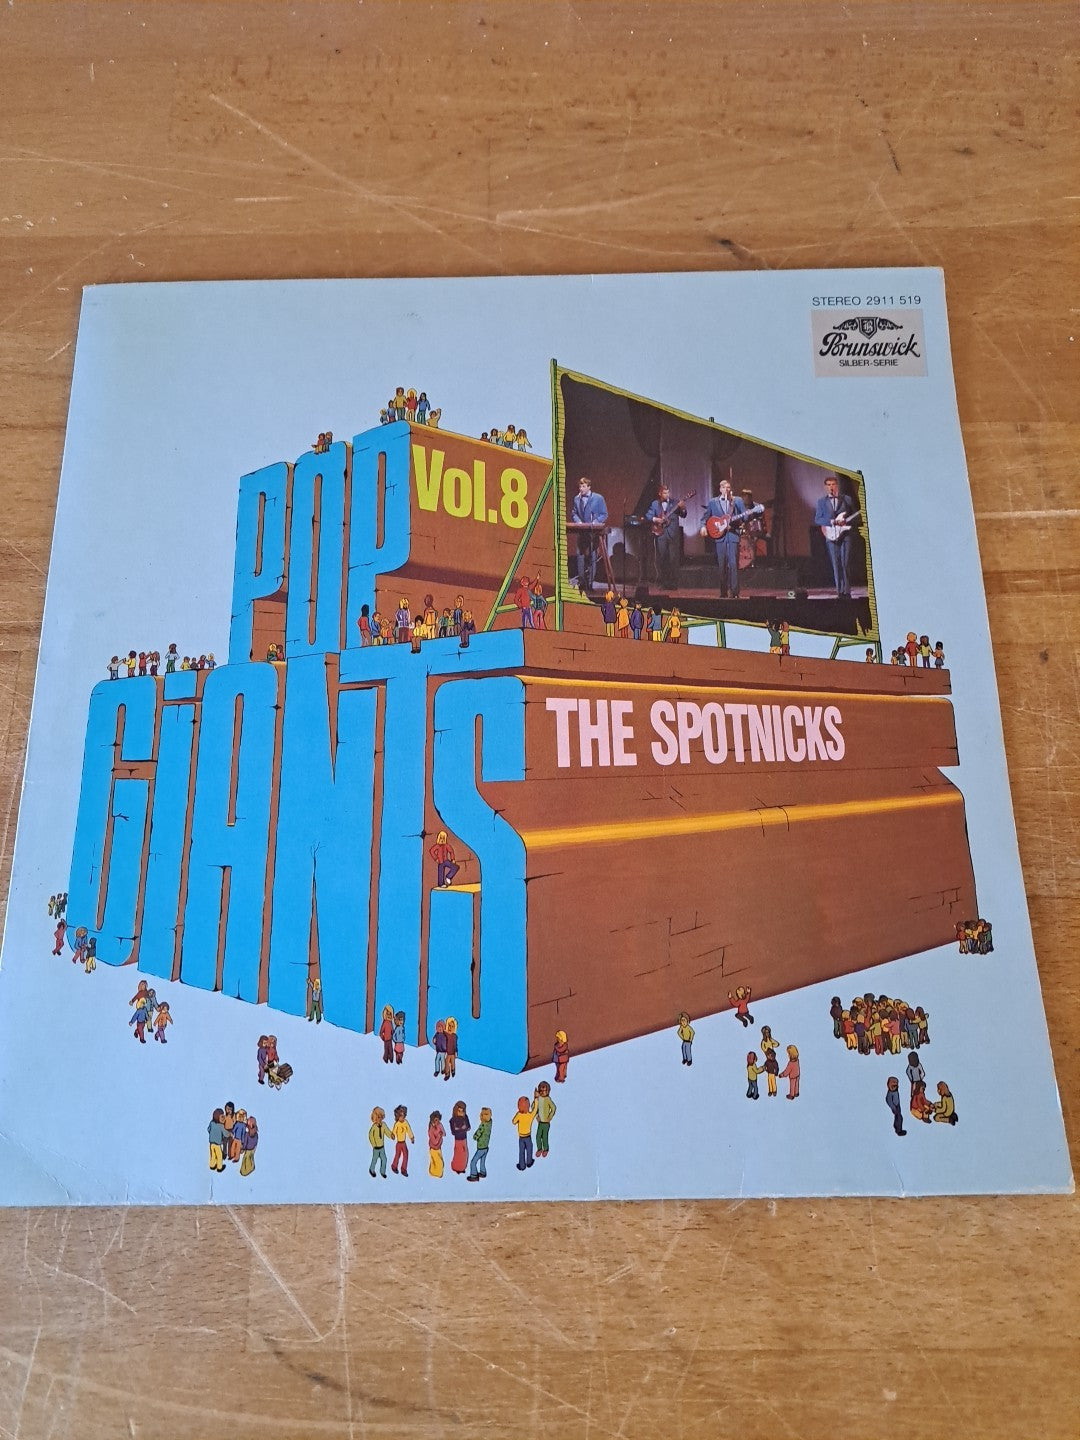 STEREO 2911 519
Brunswick
SILBER-SERIE
POP
Vol.8
GiANTS
THE SPOTNICKS